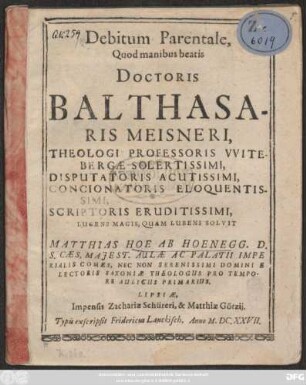 Debitum Parentale,
Quod manibus beatis
DOCTORIS
BALTHASA-
RIS MEISNERI,
THEOLOGI PROFESSORIS VVITE-
BERGÆ SOLERTISSIMI,
DISPUTATORIS ACUTISSIMI,
CONCIONATORIS ELOQUENTIS-
SIMI,
SCRIPTORIS ERUDITISSIMI,
LUGENS MAGIS, QUAM LUBENS SOLVIT
MATTHIAS HOE AB HOENEGG. D.
S. CÆS. MAJEST. AULÆ AC PALATII IMPE
RIALIS COMES, NEC NON SERENISSIMI DOMINI E
LECTORIS SAXONIÆ THEOLOGUS PRO TEMPO
RE AULICUS PRIMARIUS.
LIPSIÆ,
Impensis Zachariæ Schüreri, & Matthiæ Götzij.
Typis exscripsit Fridericus Lanckisch, Anno M. DC. XXVII.